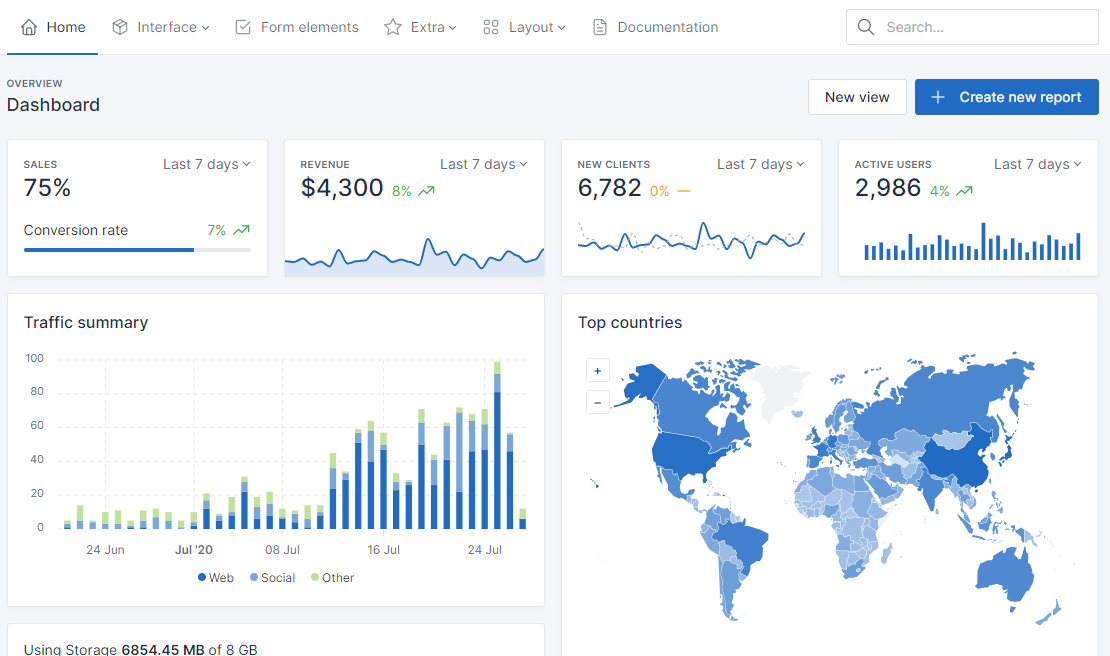 Home Interface Form elements Extra Layout Documentation Search...
OVERVIEW
Dashboard
New view + Create new report
SALES Last 7 days
75%
Conversion rate 7%
REVENUE Last 7 days
$4,300 8%
NEW CLIENTS Last 7 days
6,782 0%
ACTIVE USERS Last 7 days
2,986 4%
Traffic summary
100
80
60
40
20
0
24 Jun Jul '20 08 Jul 16 Jul 24 Jul
Web Social Other
Top countries
+
−
Using Storage 6854.45 MB of 8 GB